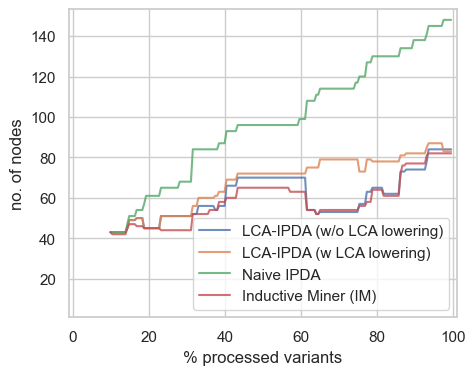 140
120
100
80
60
40
20
no. of nodes
LCA-IPDA (w/o LCA lowering)
LCA-IPDA (w LCA lowering)
Naive IPDA
Inductive Miner (IM)
0 20 40 60 80 100
% processed variants